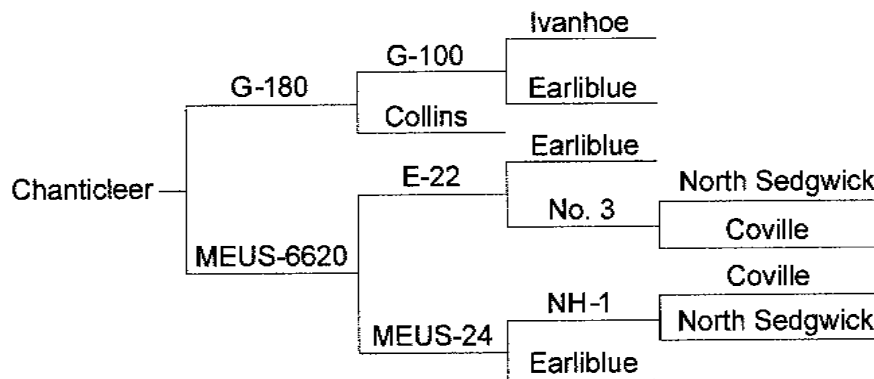 Ivanhoe
G-100
G-180
Earliblue
Collins
Earliblue
Chanticleer
E-22
North Sedgwick
No. 3
Coville
MEUS-6620
Coville
NH-1
North Sedgwick
MEUS-24
Earliblue